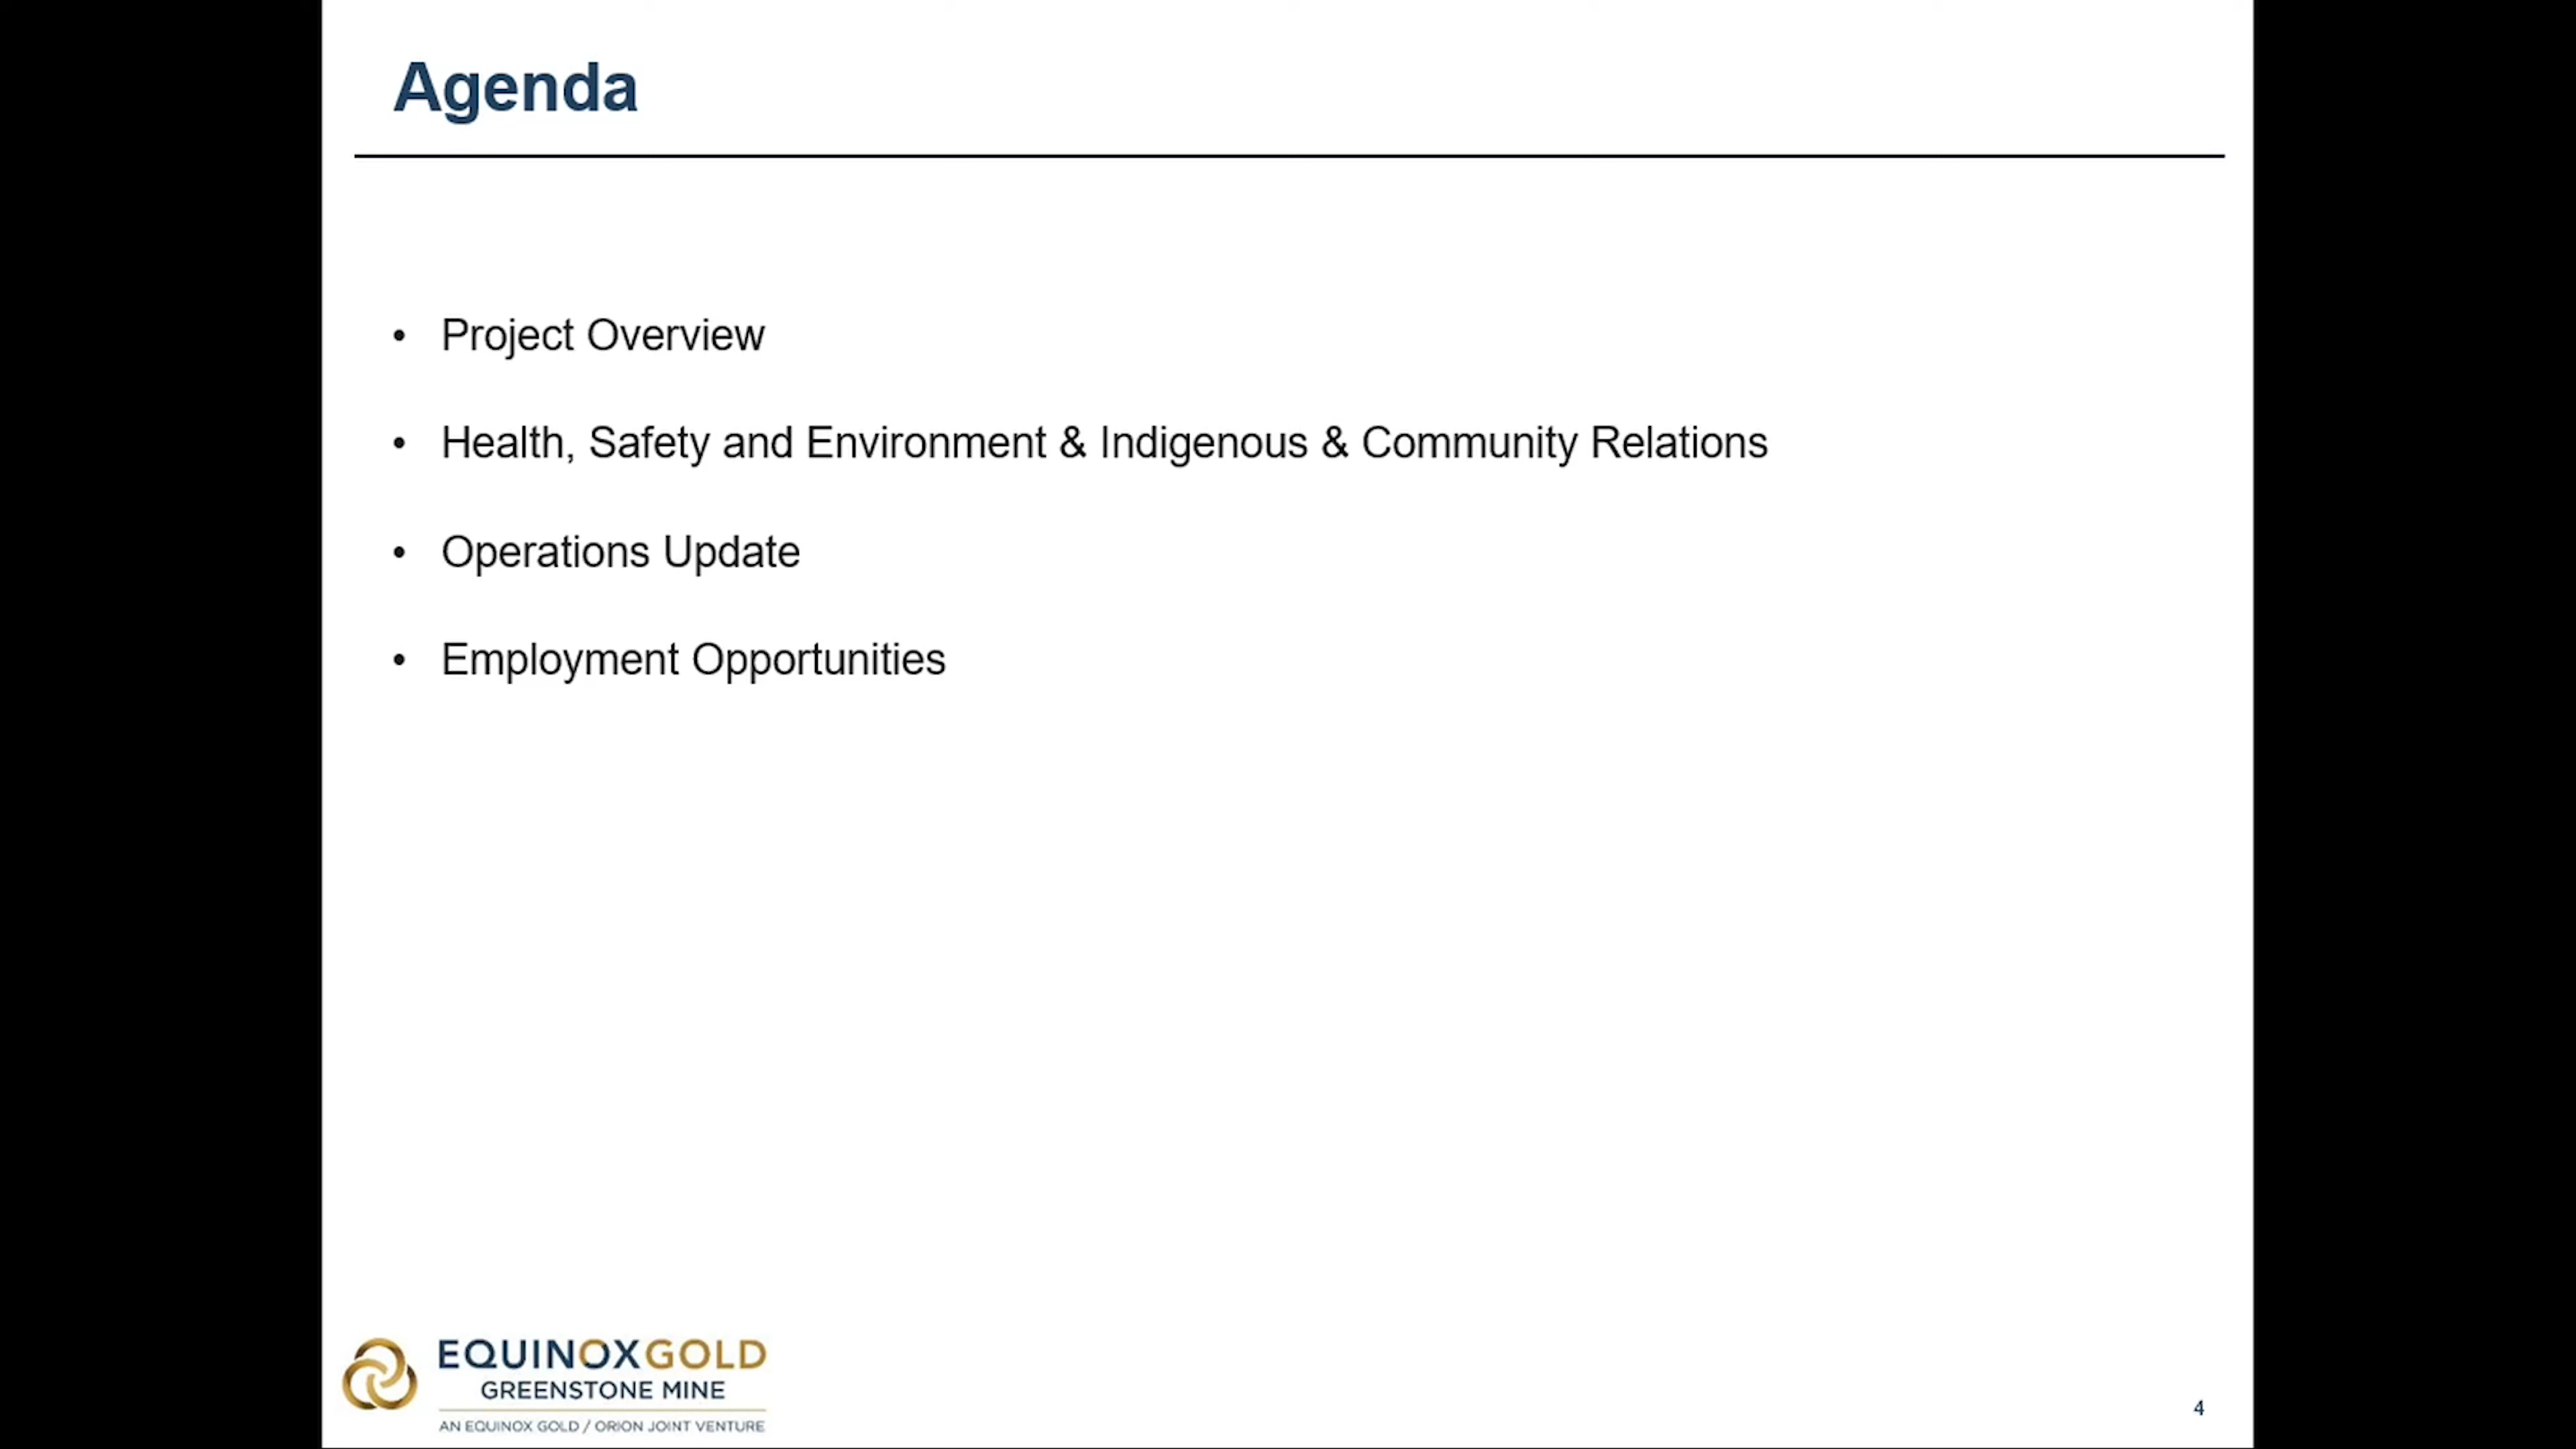 Agenda
• Project Overview
• Health, Safety and Environment & Indigenous & Community Relations
• Operations Update
• Employment Opportunities
EQUINOXGOLD
GREENSTONE MINE
AN EQUINOX GOLD / ORION JOINT VENTURE
4